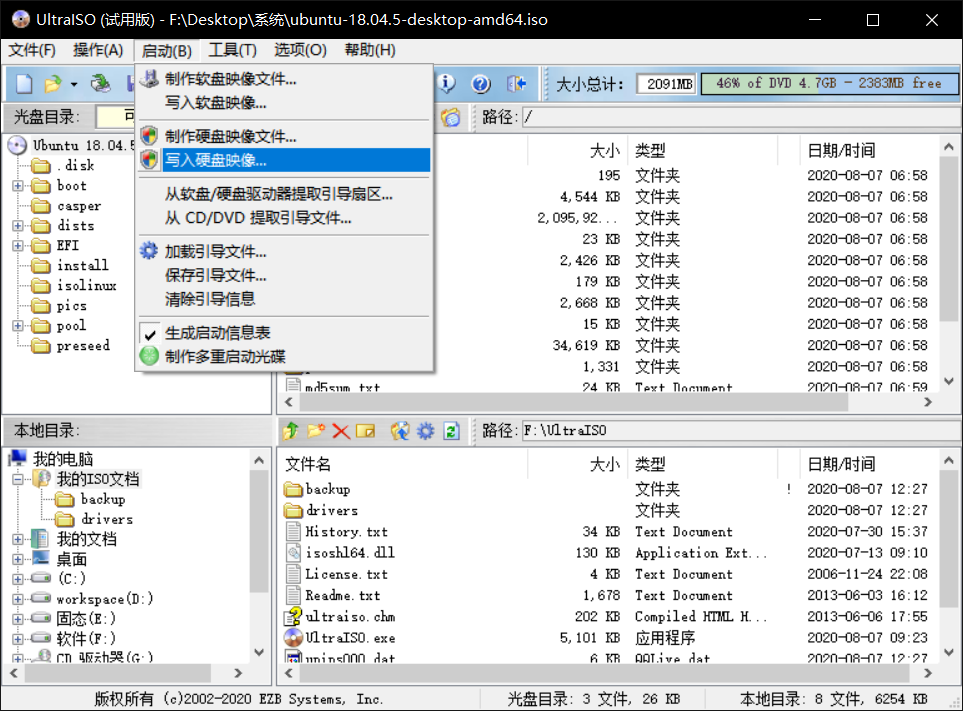 UltraISO (试用版) - F:\Desktop\系统\ubuntu-18.04.5-desktop-amd64.iso
文件(F) 操作(A) 启动(B) 工具(T) 选项(O) 帮助(H)
大小总计: 2091MB 46% of DVD 4.7GB - 2383MB free
光盘目录: 可
路径: /
制作软盘映像文件...
写入软盘映像...
制作硬盘映像文件...
写入硬盘映像...
从软盘/硬盘驱动器提取引导扇区...
从 CD/DVD 提取引导文件...
加载引导文件...
保存引导文件...
清除引导信息
生成启动信息表
制作多重启动光碟
Ubuntu 18.04.5
.disk
boot
casper
dists
EFI
install
isolinux
pics
pool
preseed
大小 类型 日期/时间
195 文件夹 2020-08-07 06:58
4,544 KB 文件夹 2020-08-07 06:58
2,095,92... 文件夹 2020-08-07 06:58
23 KB 文件夹 2020-08-07 06:58
2,426 KB 文件夹 2020-08-07 06:58
179 KB 文件夹 2020-08-07 06:58
2,668 KB 文件夹 2020-08-07 06:58
15 KB 文件夹 2020-08-07 06:58
34,619 KB 文件夹 2020-08-07 06:58
1,331 文件夹 2020-08-07 06:58
md5sum.txt 24 KB Text Document 2020-08-07 06:59
本地目录:
路径: F:\UltraISO
我的电脑
我的ISO文档
backup
drivers
我的文档
桌面
(C:)
workspace(D:)
固态(E:)
软件(F:)
CD 驱动器(G:)
文件名 大小 类型 日期/时间
backup 文件夹 ! 2020-08-07 12:27
drivers 文件夹 2020-08-07 12:27
History.txt 34 KB Text Document 2020-07-30 15:37
isoshl64.dll 130 KB Application Ext... 2020-07-13 09:10
License.txt 4 KB Text Document 2006-11-24 22:08
Readme.txt 1,678 Text Document 2013-06-03 16:12
ultraiso.chm 202 KB Compiled HTML H... 2013-06-06 17:55
UltraISO.exe 5,101 KB 应用程序 2020-08-07 09:23
unins000.dat 6 KB QQLive.dat 2020-08-07 12:27
版权所有 (c)2002-2020 EZB Systems, Inc. 光盘目录: 3 文件, 26 KB 本地目录: 8 文件, 6254 KB